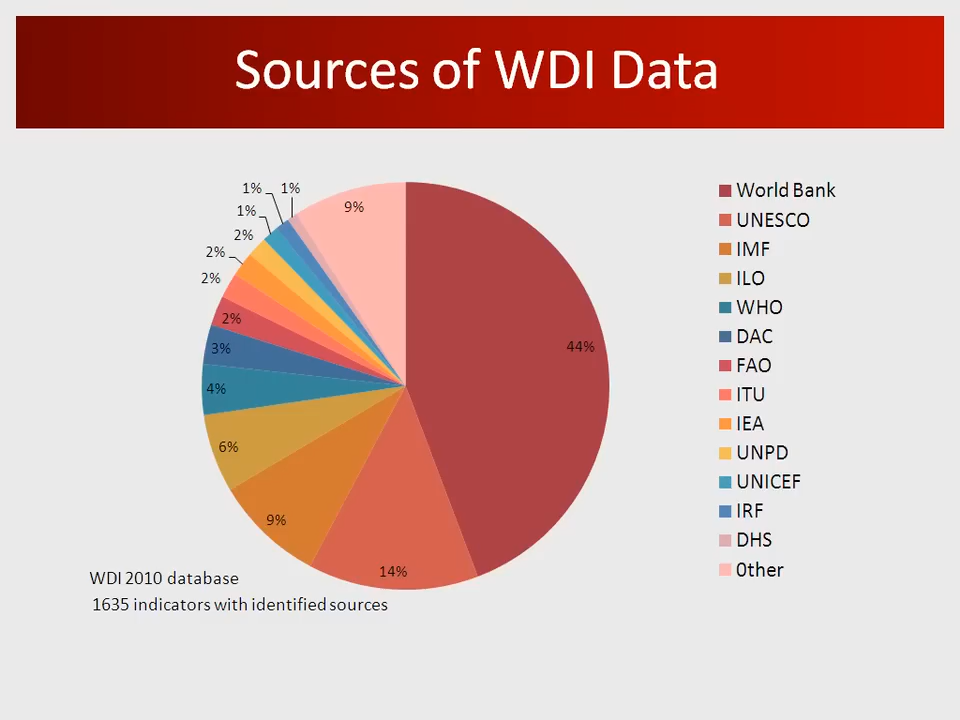 Sources of WDI Data
1%
1%
1%
2%
2%
2%
2%
3%
4%
6%
9%
14%
44%
9%
World Bank
UNESCO
IMF
ILO
WHO
DAC
FAO
ITU
IEA
UNPD
UNICEF
IRF
DHS
Other
WDI 2010 database
1635 indicators with identified sources